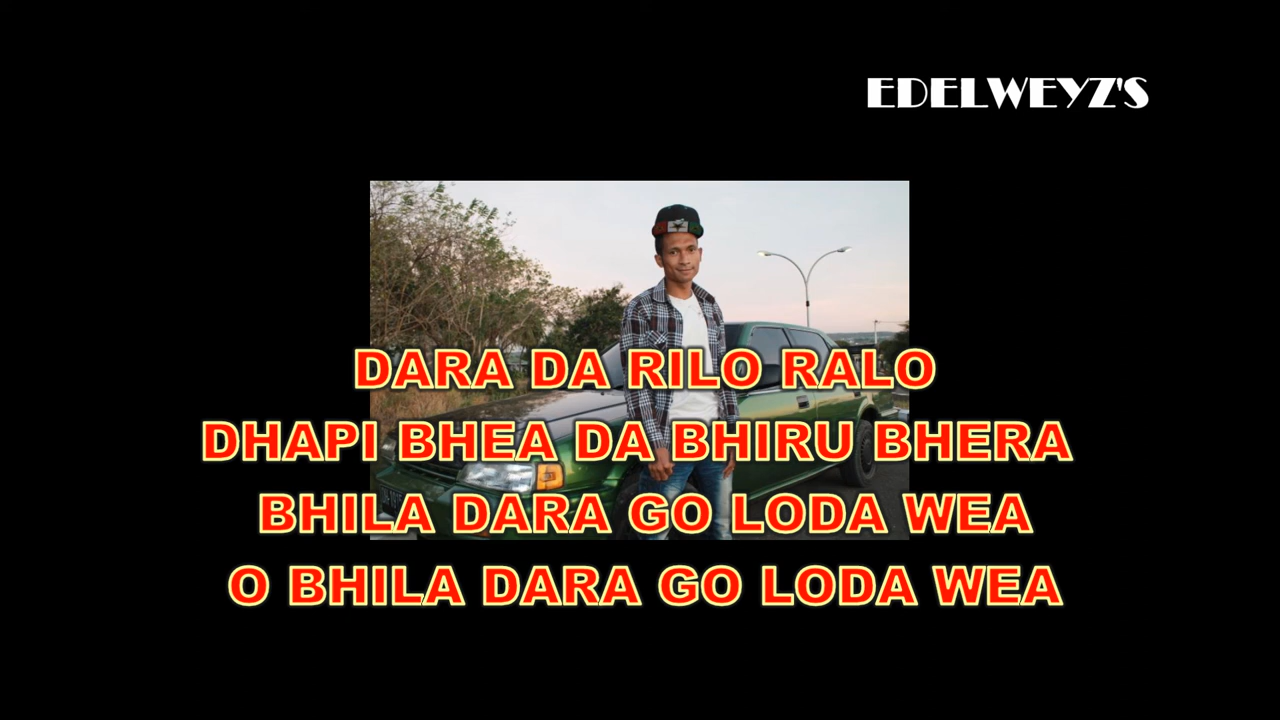 EDELWEYZ'S
DARA DA RILO RALO
DHAPI BHEA DA BHIRU BHERA
BHILA DARA GO LODA WEA
O BHILA DARA GO LODA WEA